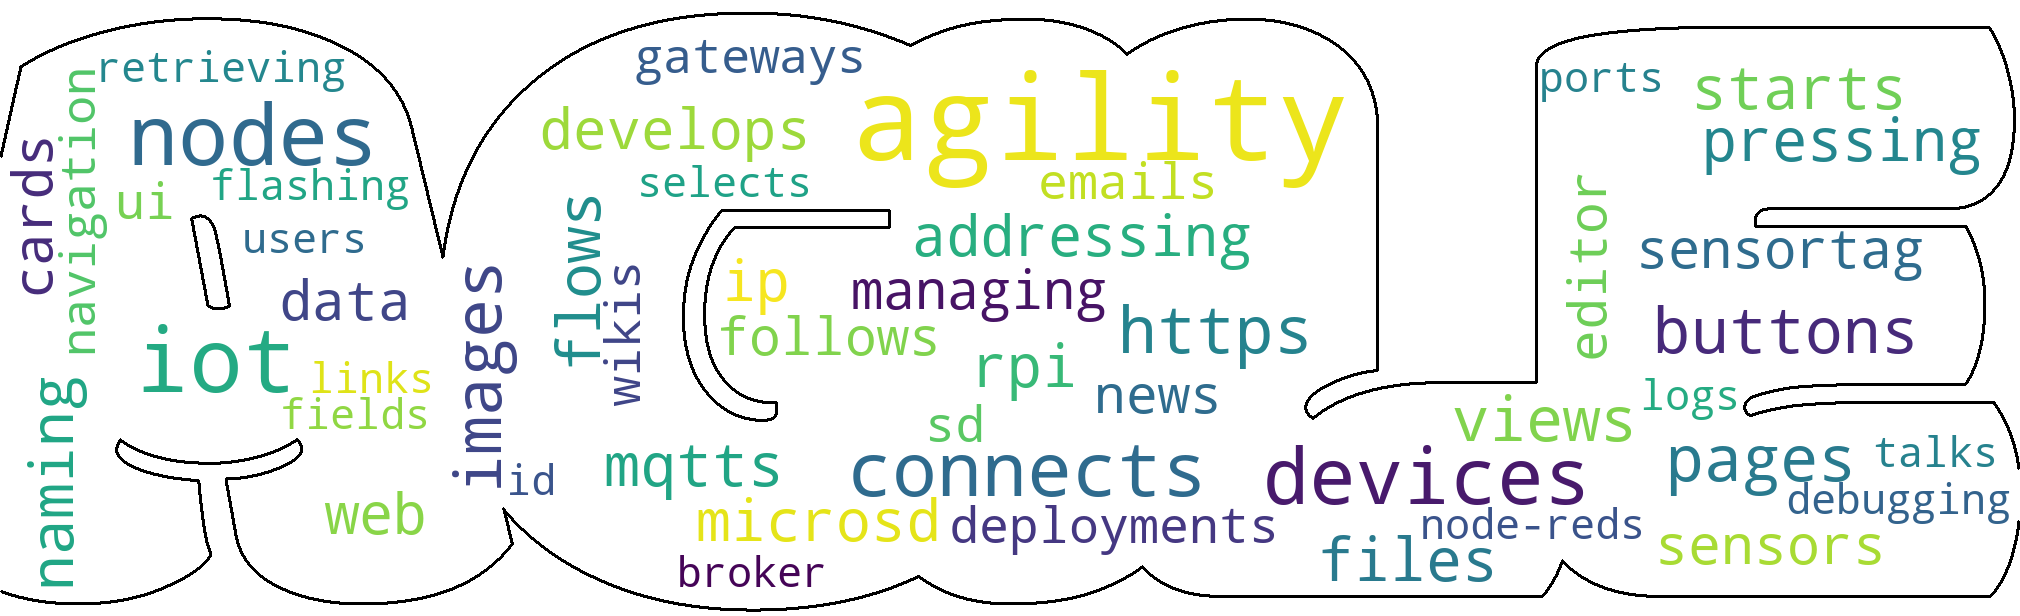 retrieving
nodes
cards
navigation
ui
flashing
users
data
iot
links
fields
naming
web
images
id
gateways
develops
selects
flows
wikis
agility
emails
addressing
ip
managing
follows
https
rpi
news
sd
mqtts
connects
microsd
deployments
broker
devices
views
node-reds
files
ports
starts
pressing
editor
sensortag
buttons
logs
pages
talks
debugging
sensors